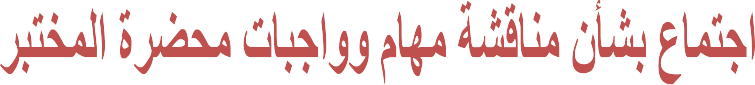 اجتماع بشأن مناقشة مهام وواجبات محضرة المختبر